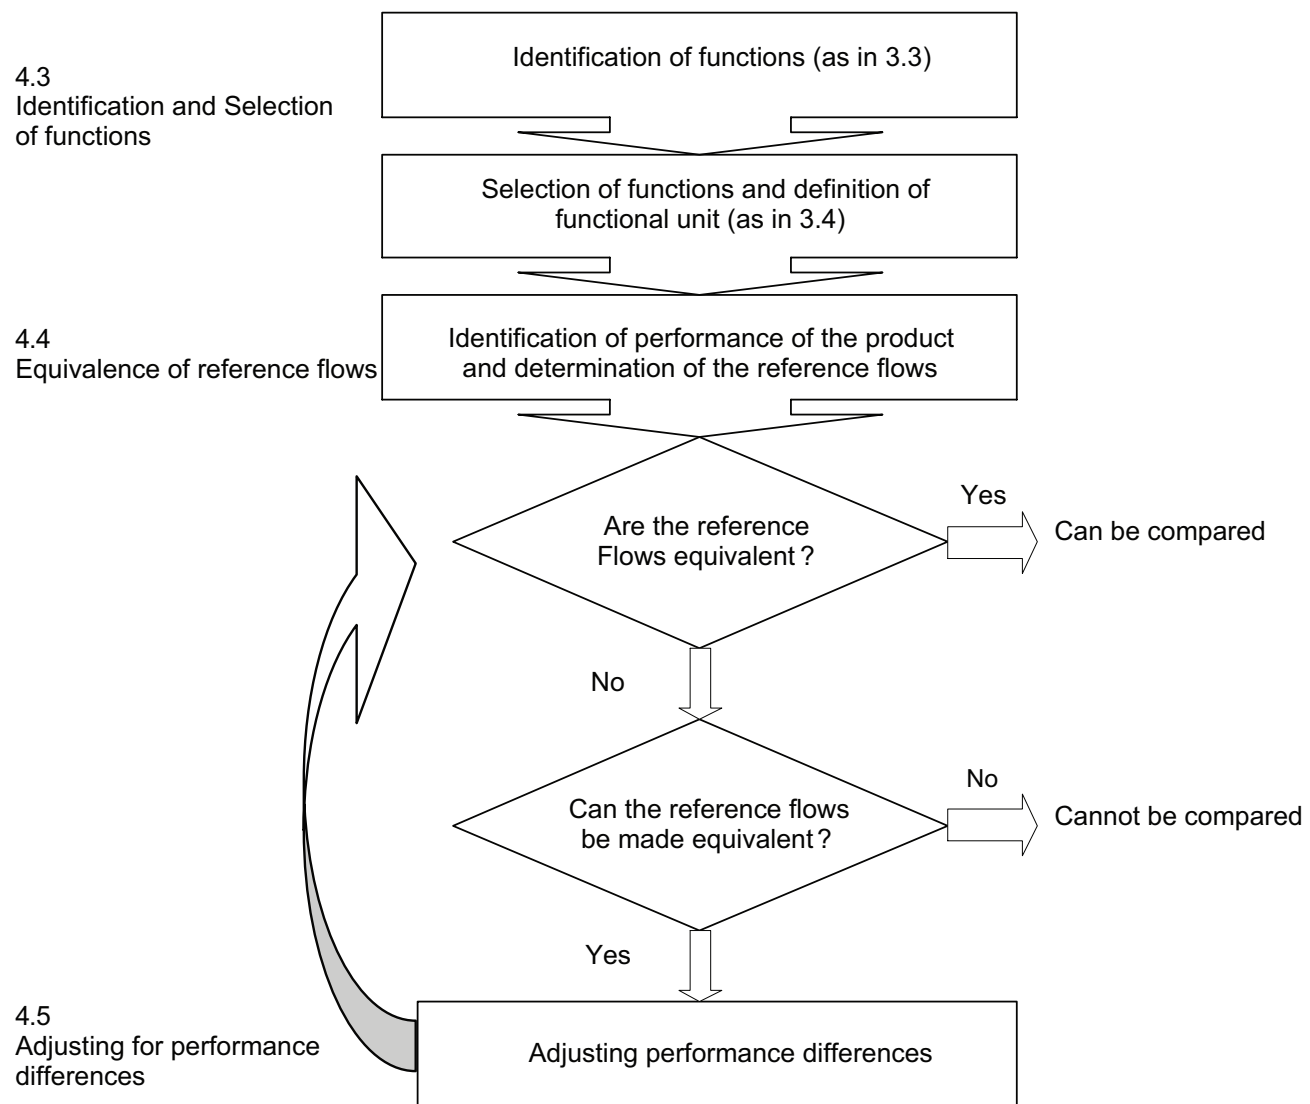 Identification of functions (as in 3.3)
4.3
Identification and Selection
of functions
Selection of functions and definition of
functional unit (as in 3.4)
4.4
Equivalence of reference flows
Identification of performance of the product
and determination of the reference flows
Are the reference
Flows equivalent ?
Yes
Can be compared
No
Can the reference flows
be made equivalent ?
No
Cannot be compared
Yes
4.5
Adjusting for performance
differences
Adjusting performance differences